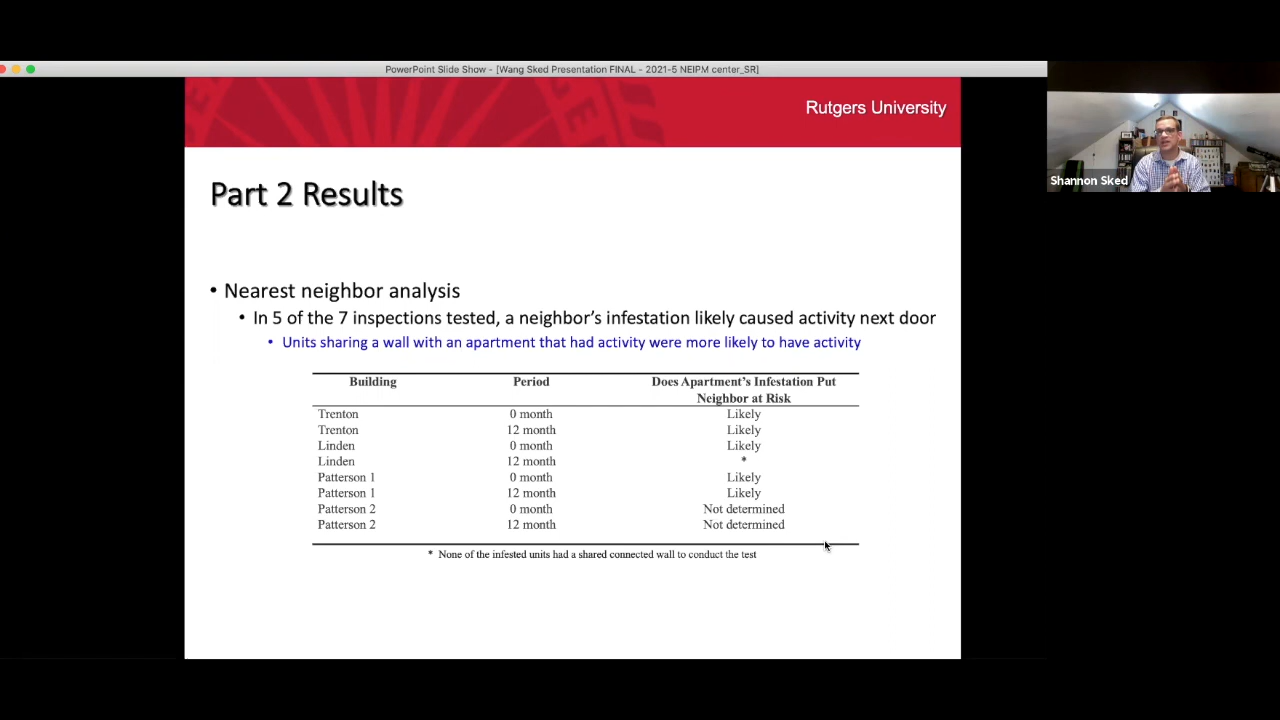 PowerPoint Slide Show - [Wang Sked Presentation FINAL - 2021-5 NEIPM center_SR]
Rutgers University
Shannon Sked
Part 2 Results
• Nearest neighbor analysis
• In 5 of the 7 inspections tested, a neighbor's infestation likely caused activity next door
• Units sharing a wall with an apartment that had activity were more likely to have activity
Building Period Does Apartment's Infestation Put
Neighbor at Risk
Trenton 0 month Likely
Trenton 12 month Likely
Linden 0 month Likely
Linden 12 month *
Patterson 1 0 month Likely
Patterson 1 12 month Likely
Patterson 2 0 month Not determined
Patterson 2 12 month Not determined
* None of the infested units had a shared connected wall to conduct the test